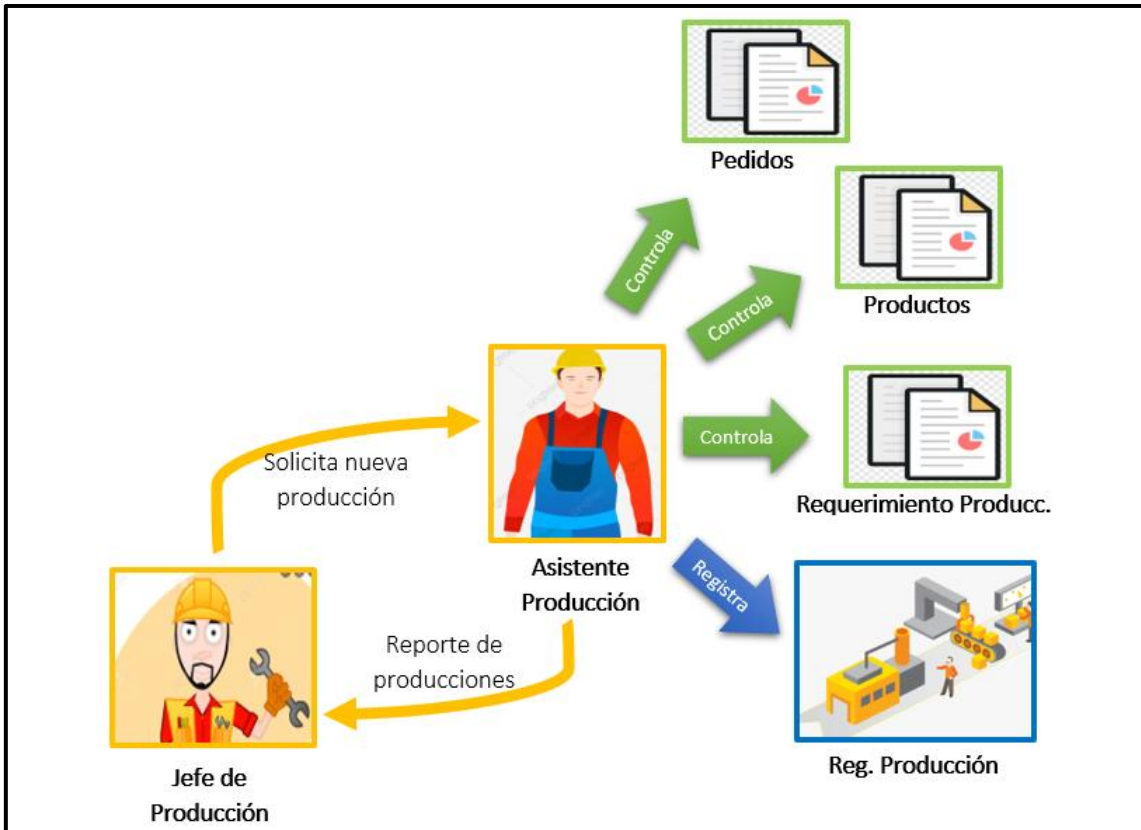 Pedidos
Controla
Productos
Controla
Controla
Requerimiento Producc.
Solicita nueva
producción
Asistente
Producción
Registra
Reg. Producción
Reporte de
producciones
Jefe de
Producción